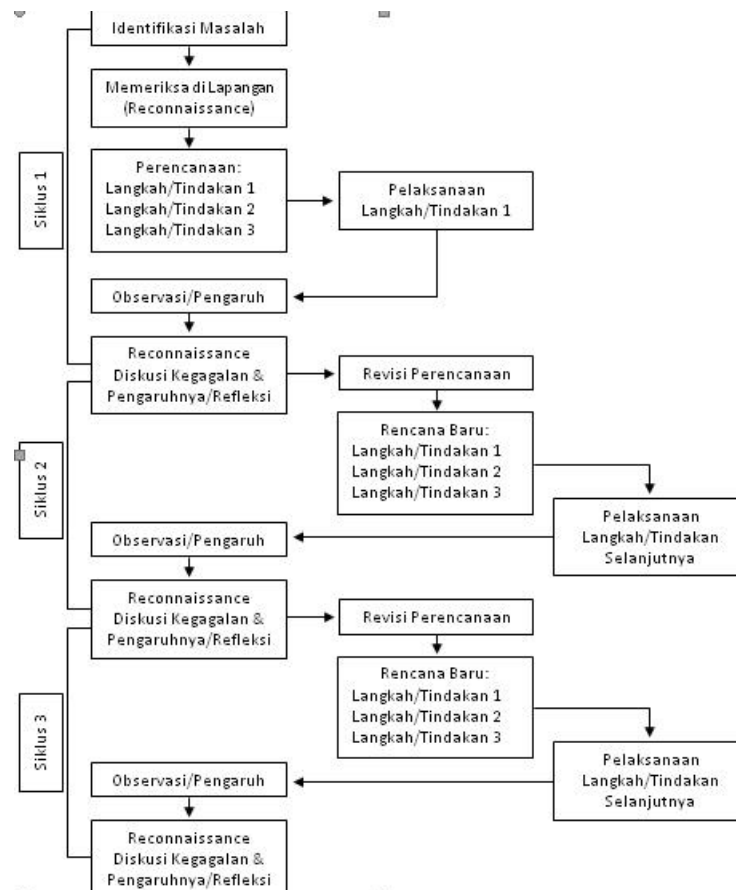 Identifikasi Masalah
Memeriksa di Lapangan
(Reconnaissance)
Siklus 1
Perencanaan:
Langkah/Tindakan 1
Langkah/Tindakan 2
Langkah/Tindakan 3
Pelaksanaan
Langkah/Tindakan 1
Observasi/Pengaruh
Reconnaissance
Diskusi Kegagalan &
Pengaruhnya/Refleksi
Revisi Perencanaan
Siklus 2
Rencana Baru:
Langkah/Tindakan 1
Langkah/Tindakan 2
Langkah/Tindakan 3
Pelaksanaan
Langkah/Tindakan
Selanjutnya
Observasi/Pengaruh
Reconnaissance
Diskusi Kegagalan &
Pengaruhnya/Refleksi
Revisi Perencanaan
Siklus 3
Rencana Baru:
Langkah/Tindakan 1
Langkah/Tindakan 2
Langkah/Tindakan 3
Pelaksanaan
Langkah/Tindakan
Selanjutnya
Observasi/Pengaruh
Reconnaissance
Diskusi Kegagalan &
Pengaruhnya/Refleksi